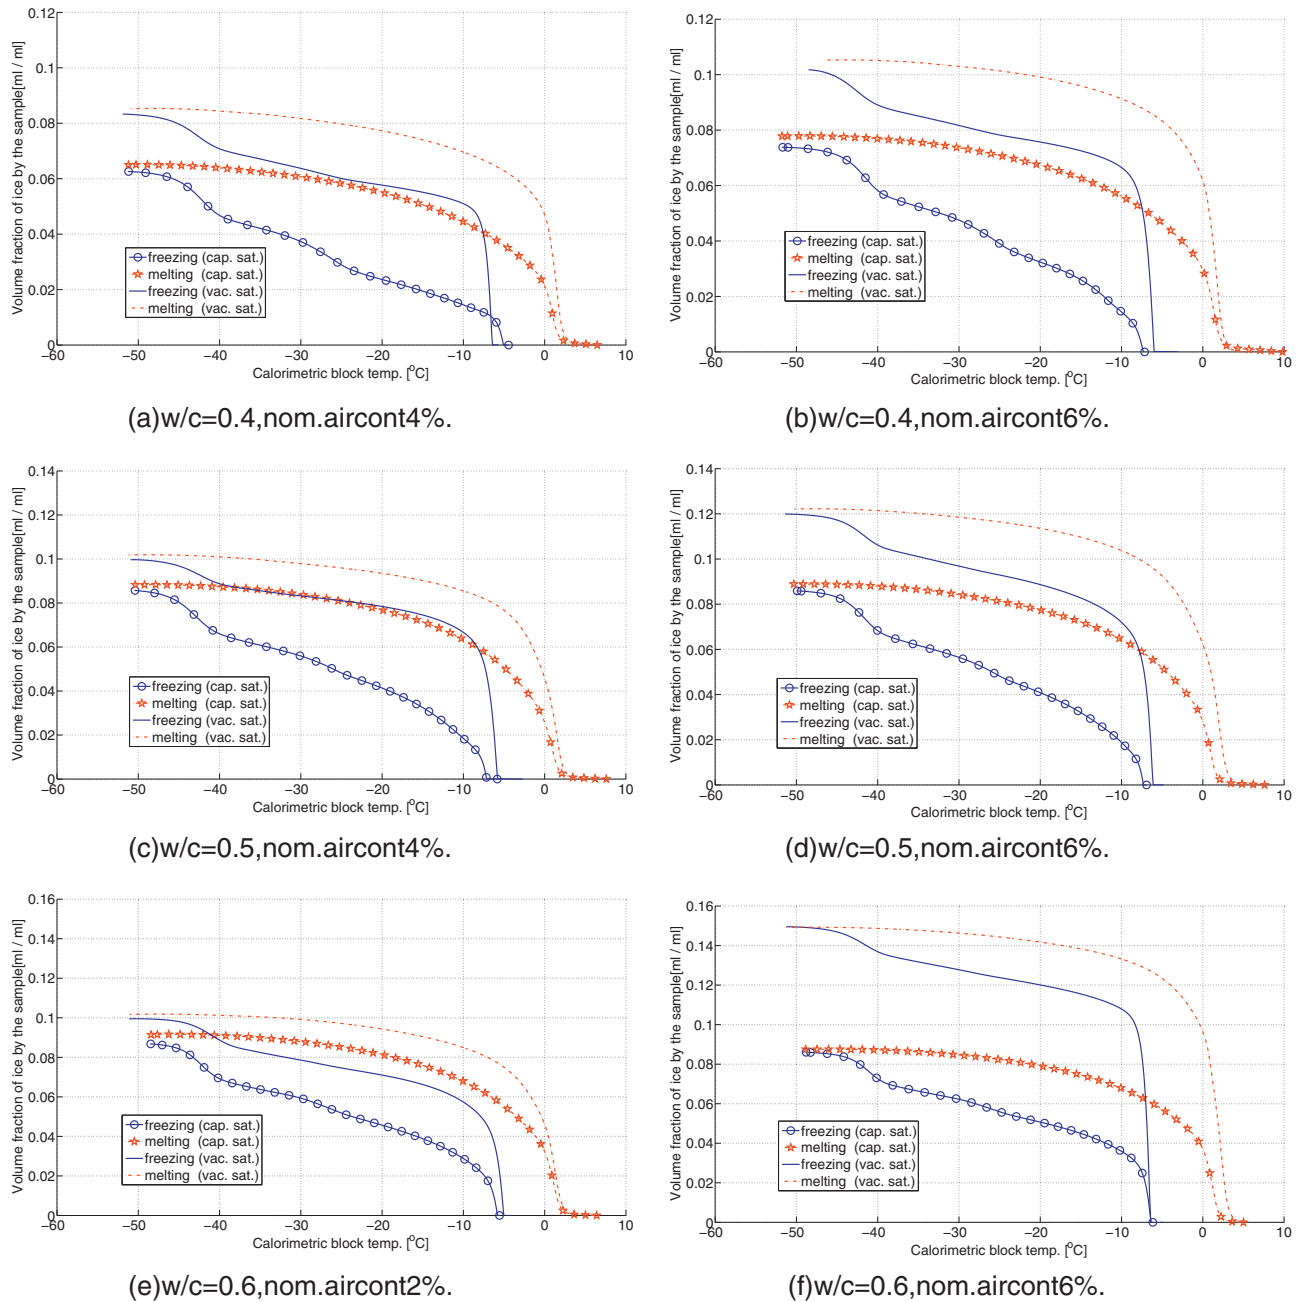 Volume fraction of ice by the sample[ml / ml]
0.12
0.1
0.08
0.06
0.04
0.02
0
−60 −50 −40 −30 −20 −10 0 10
Calorimetric block temp. [°C]
freezing (cap. sat.)
melting (cap. sat.)
freezing (vac. sat.)
melting (vac. sat.)
(a)w/c=0.4,nom.aircont4%.
Volume fraction of ice by the sample[ml / ml]
0.12
0.1
0.08
0.06
0.04
0.02
0
−60 −50 −40 −30 −20 −10 0 10
Calorimetric block temp. [°C]
freezing (cap. sat.)
melting (cap. sat.)
freezing (vac. sat.)
melting (vac. sat.)
(b)w/c=0.4,nom.aircont6%.
Volume fraction of ice by the sample[ml / ml]
0.14
0.12
0.1
0.08
0.06
0.04
0.02
0
−60 −50 −40 −30 −20 −10 0 10
Calorimetric block temp. [°C]
freezing (cap. sat.)
melting (cap. sat.)
freezing (vac. sat.)
melting (vac. sat.)
(c)w/c=0.5,nom.aircont4%.
Volume fraction of ice by the sample[ml / ml]
0.14
0.12
0.1
0.08
0.06
0.04
0.02
0
−60 −50 −40 −30 −20 −10 0 10
Calorimetric block temp. [°C]
freezing (cap. sat.)
melting (cap. sat.)
freezing (vac. sat.)
melting (vac. sat.)
(d)w/c=0.5,nom.aircont6%.
Volume fraction of ice by the sample[ml / ml]
0.16
0.14
0.12
0.1
0.08
0.06
0.04
0.02
0
−60 −50 −40 −30 −20 −10 0 10
Calorimetric block temp. [°C]
freezing (cap. sat.)
melting (cap. sat.)
freezing (vac. sat.)
melting (vac. sat.)
(e)w/c=0.6,nom.aircont2%.
Volume fraction of ice by the sample[ml / ml]
0.16
0.14
0.12
0.1
0.08
0.06
0.04
0.02
0
−60 −50 −40 −30 −20 −10 0 10
Calorimetric block temp. [°C]
freezing (cap. sat.)
melting (cap. sat.)
freezing (vac. sat.)
melting (vac. sat.)
(f)w/c=0.6,nom.aircont6%.